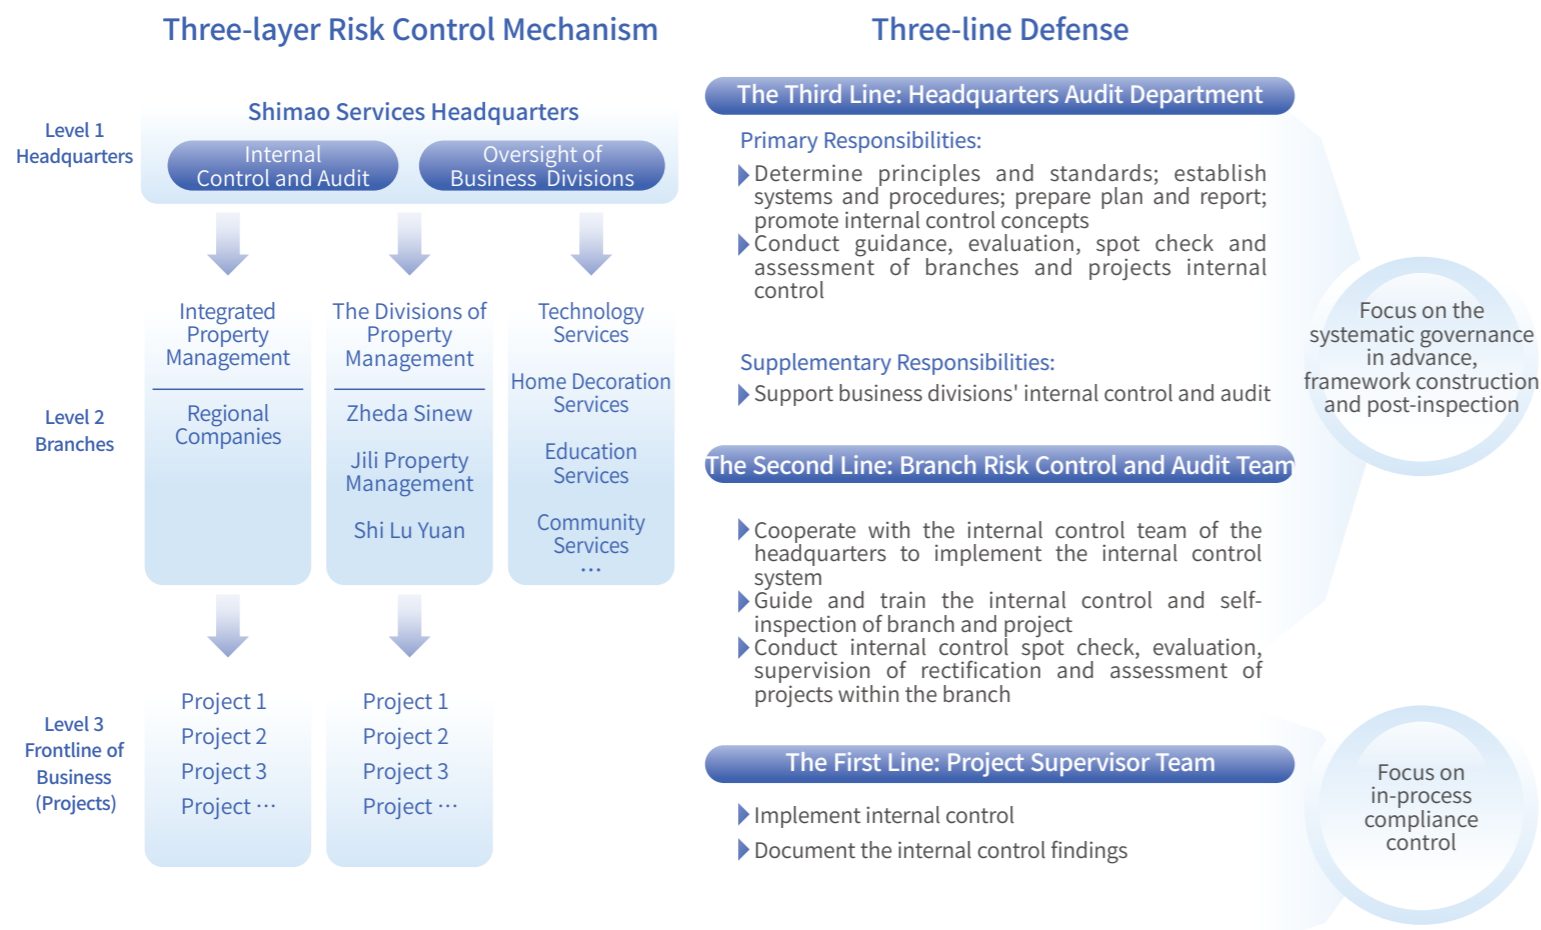 Three-layer Risk Control Mechanism
Level 1
Headquarters
Shimao Services Headquarters
Internal
Control and Audit
Oversight of
Business Divisions
Level 2
Branches
Integrated
Property
Management
Regional
Companies
The Divisions of
Property
Management
Zheda Sinew
Jili Property
Management
Shi Lu Yuan
Technology
Services
Home Decoration
Services
Education
Services
Community
Services
...
Level 3
Frontline of
Business
(Projects)
Project 1
Project 2
Project 3
Project ...
Project 1
Project 2
Project 3
Project ...
Three-line Defense
The Third Line: Headquarters Audit Department
Primary Responsibilities:
Determine principles and standards; establish
systems and procedures; prepare plan and report;
promote internal control concepts
Conduct guidance, evaluation, spot check and
assessment of branches and projects internal
control
Supplementary Responsibilities:
Support business divisions' internal control and audit
The Second Line: Branch Risk Control and Audit Team
Cooperate with the internal control team of the
headquarters to implement the internal control
system
Guide and train the internal control and self-
inspection of branch and project
Conduct internal control spot check, evaluation,
supervision of rectification and assessment of
projects within the branch
Focus on the
systematic governance
in advance,
framework construction
and post-inspection
The First Line: Project Supervisor Team
Implement internal control
Document the internal control findings
Focus on
in-process
compliance
control